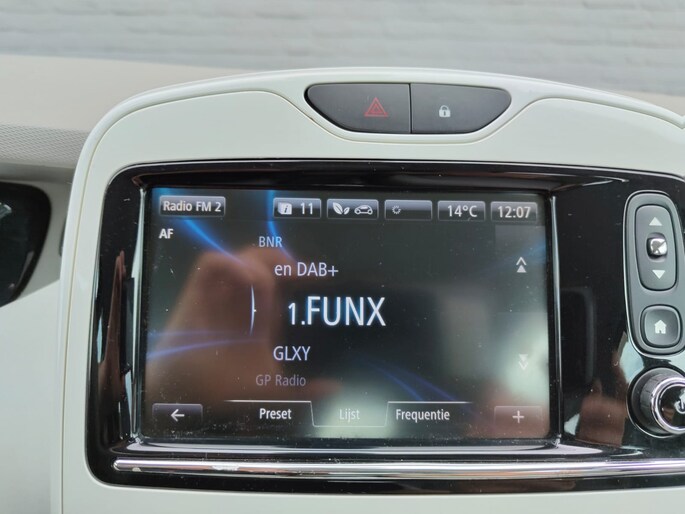 Radio FM 2
11
14°C
12:07
AF
BNR
en DAB+
1.FUNX
GLXY
GP Radio
Preset
Lijst
Frequentie